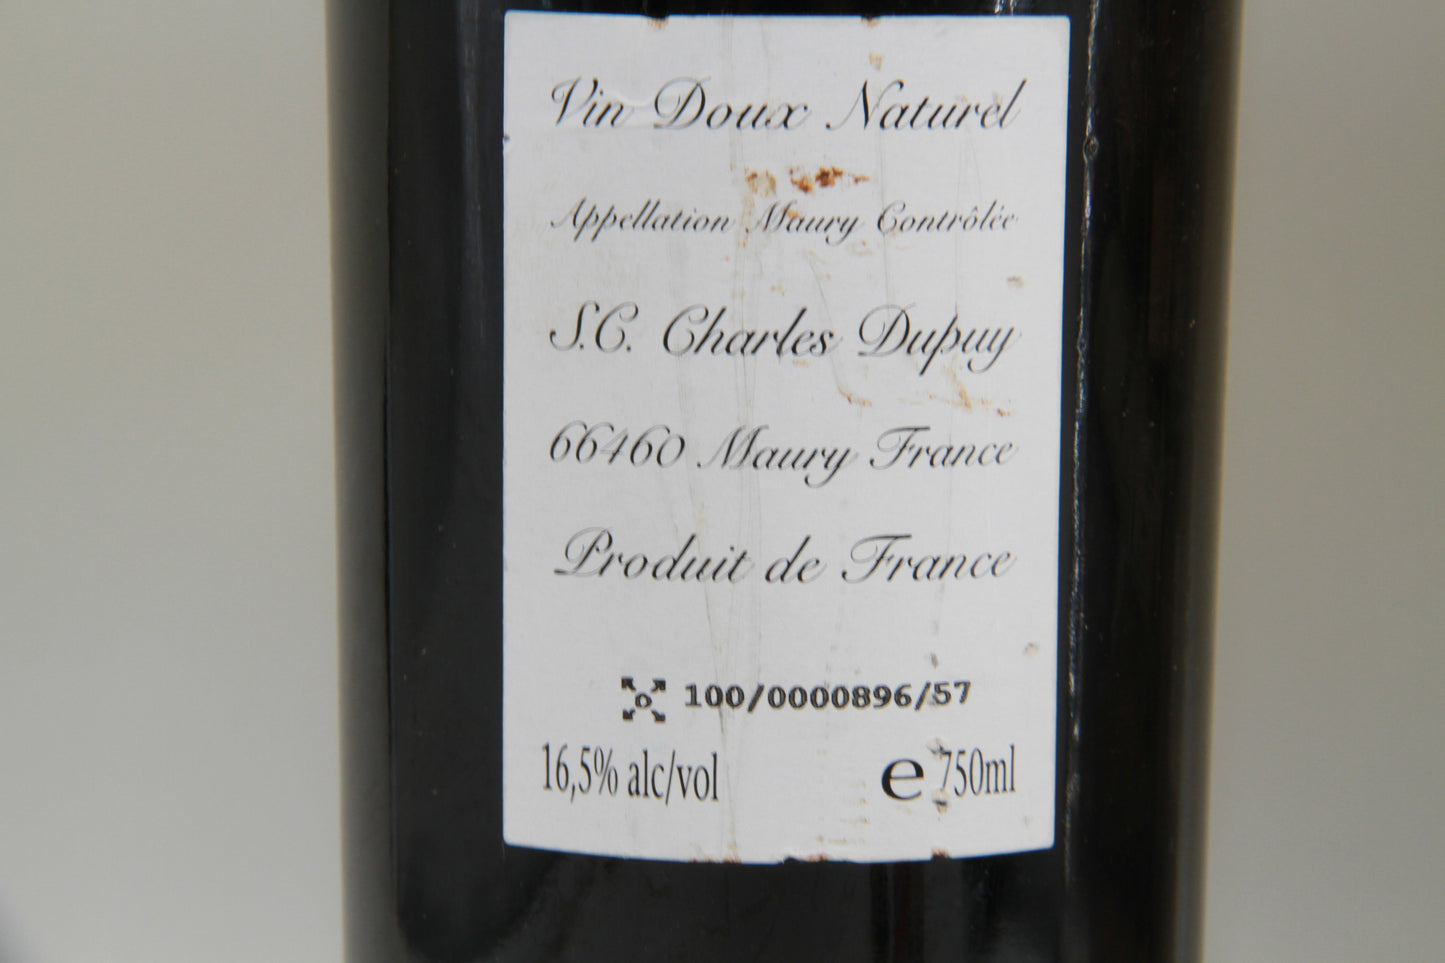 Vin Doux Naturel
Appellation Maury Contrôlée
S.C. Charles Dupuy
66460 Maury France
Produit de France
100/0000896/57
16,5% alc/vol
e 750ml